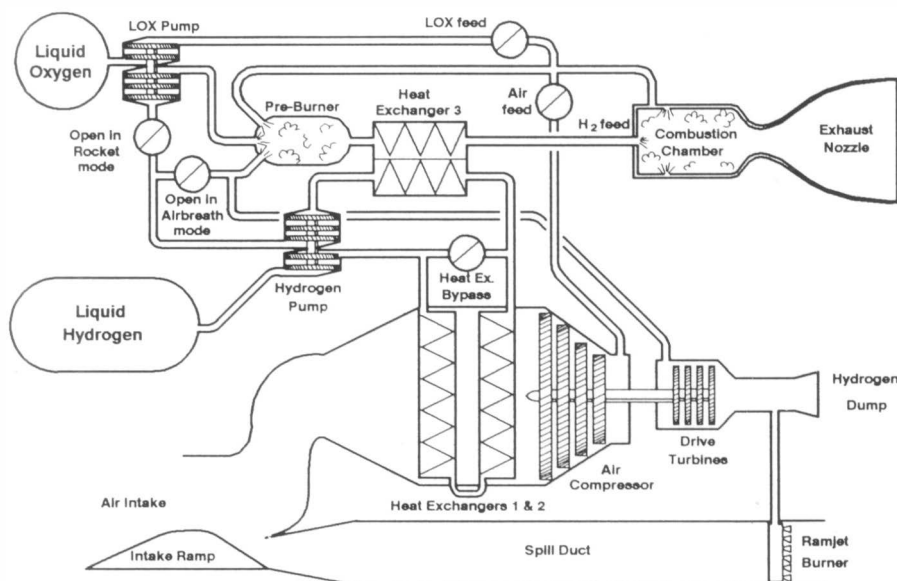 LOX Pump
LOX feed
Liquid
Oxygen
Heat
Exchanger 3
Air
feed
Pre-Burner
H2 feed
Open in
Rocket
mode
Combustion
Chamber
Exhaust
Nozzle
Open in
Airbreath
mode
Heat Ex.
Bypass
Hydrogen
Pump
Liquid
Hydrogen
Hydrogen
Dump
Drive
Turbines
Air
Compressor
Air Intake
Heat Exchangers 1 & 2
Ramjet
Burner
Intake Ramp
Spill Duct